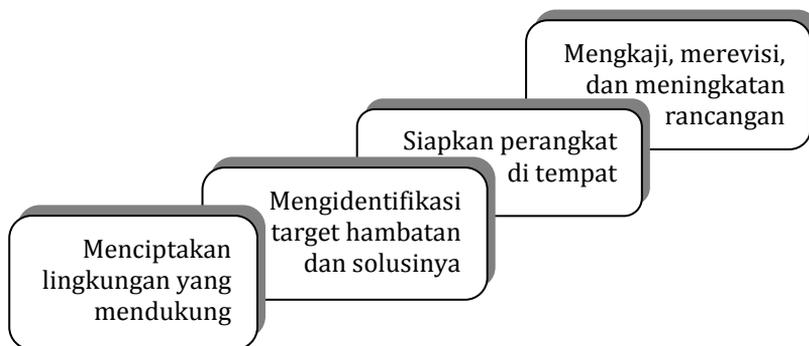 Mengkaji, merevisi,
dan meningkatan
rancangan
Siapkan perangkat
di tempat
Mengidentifikasi
target hambatan
dan solusinya
Menciptakan
lingkungan yang
mendukung